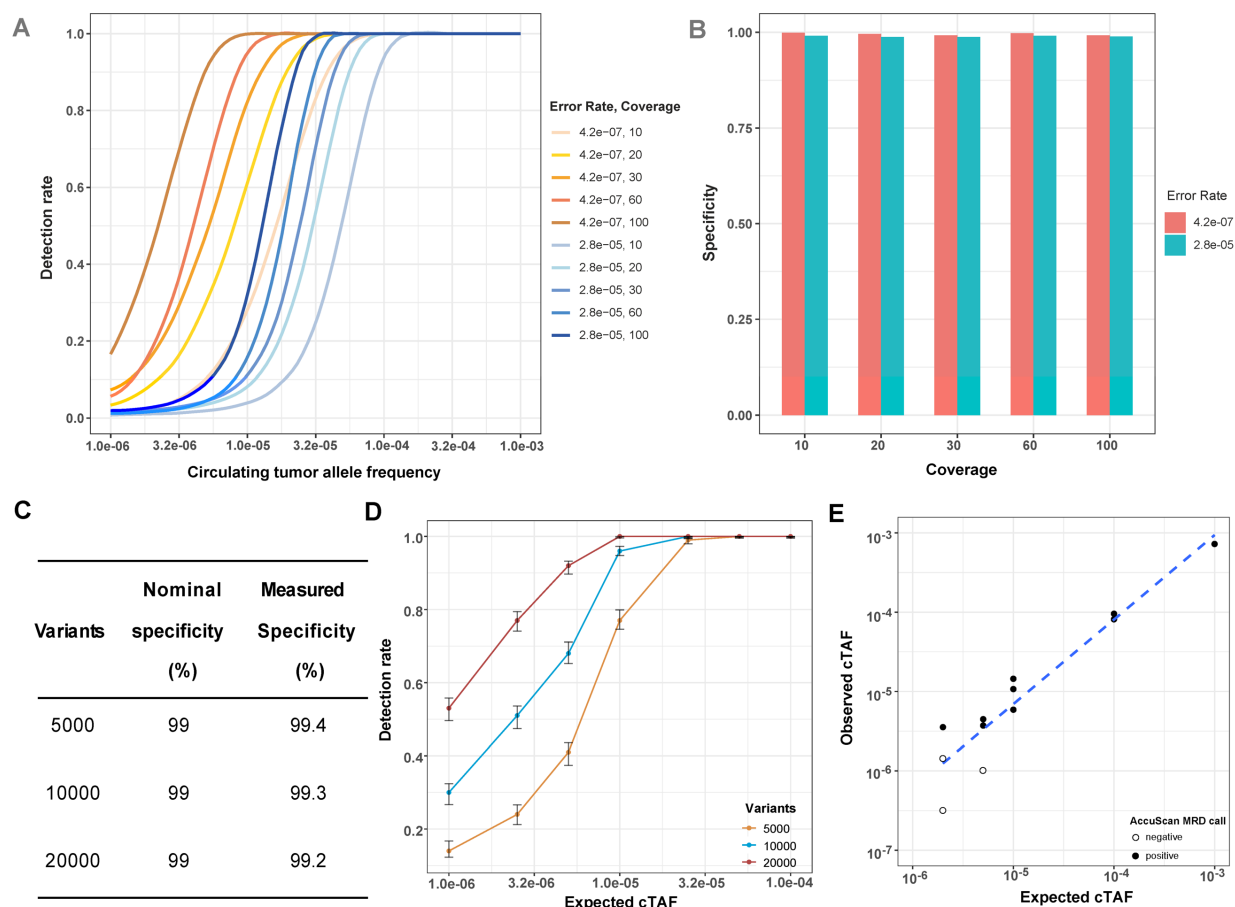 A
1.0
0.8
0.6
0.4
0.2
0.0
Detection rate
1.0e−06
3.2e−06
1.0e−05
3.2e−05
1.0e−04
1.0e−03
Circulating tumor allele frequency
Error Rate, Coverage
4.2e−07, 10
4.2e−07, 20
4.2e−07, 30
4.2e−07, 60
4.2e−07, 100
2.8e−05, 10
2.8e−05, 20
2.8e−05, 30
2.8e−05, 60
2.8e−05, 100
B
1.00
0.75
0.50
0.25
0.00
Specificity
10 20 30 60 100
Coverage
Error Rate
4.2e−07
2.8e−05
C
Variants
Nominal
specificity
(%)
Measured
Specificity
(%)
5000 99 99.4
10000 99 99.3
20000 99 99.2
D
1.0
0.8
0.6
0.4
0.2
Detection rate
1.0e−06 3.2e−06 1.0e−05 3.2e−05 1.0e−04
Expected cTAF
Variants
5000
10000
20000
E
10−3
10−4
10−5
10−6
10−7
Observed cTAF
10−6 10−5 10−4 10−3
Expected cTAF
AccuScan MRD call
negative
positive